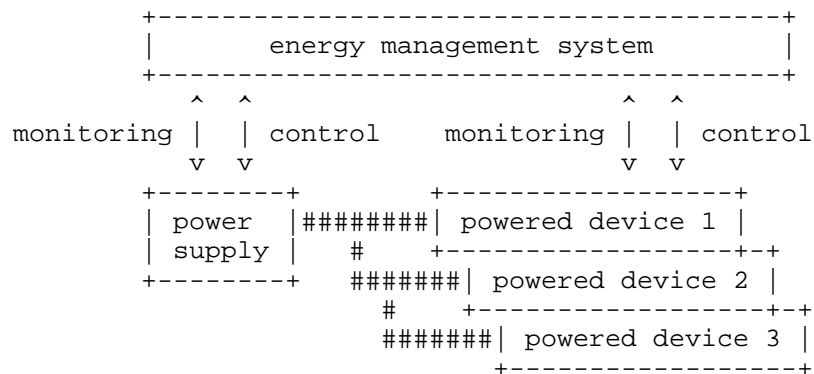 energy management system
monitoring control monitoring control
power powered device 1
supply
powered device 2
powered device 3